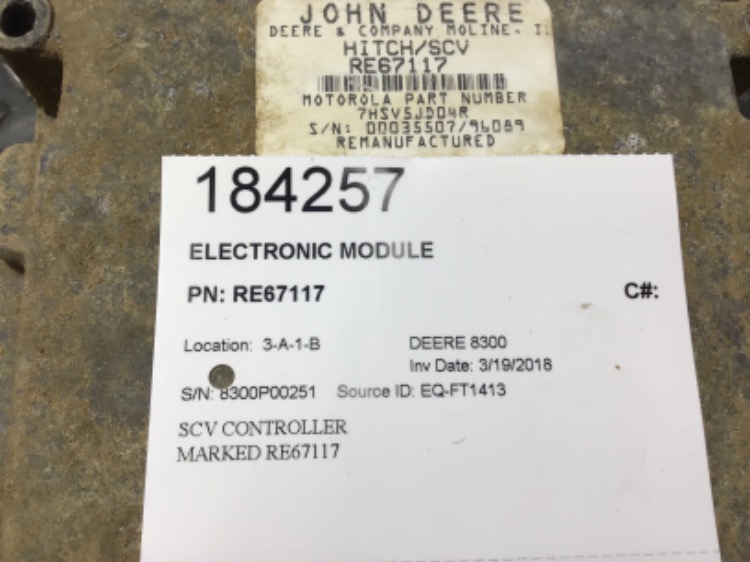 JOHN DEERE
DEERE & COMPANY MOLINE, I
HITCH/SCV
RE67117
MOTOROLA PART NUMBER
7HSV5JD04R
S/N: 00035507/96089
REMANUFACTURED
184257
ELECTRONIC MODULE
PN: RE67117 C#:
Location: 3-A-1-B DEERE 8300
Inv Date: 3/19/2018
S/N: 8300P00251 Source ID: EQ-FT1413
SCV CONTROLLER
MARKED RE67117